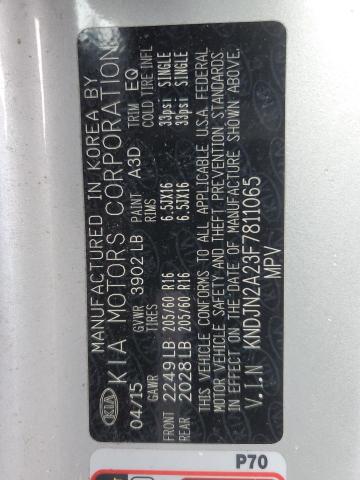 MANUFACTURED IN KOREA BY
KIA KIA MOTORS CORPORATION
04/15 GVWR 3902LB PAINT A3D TRIM EQ
GAWR TIRES RIMS COLD TIRE INFL
FRONT 2249LB 205/60 R16 6.5JX16 33psi SINGLE
REAR 2028LB 205/60 R16 6.5JX16 33psi SINGLE
THIS VEHICLE CONFORMS TO ALL APPLICABLE U.S.A. FEDERAL
MOTOR VEHICLE SAFETY AND THEFT PREVENTION STANDARDS
IN EFFECT ON THE DATE OF MANUFACTURE SHOWN ABOVE.
V.I.N KNDJN2A23F7811065
MPV
P70